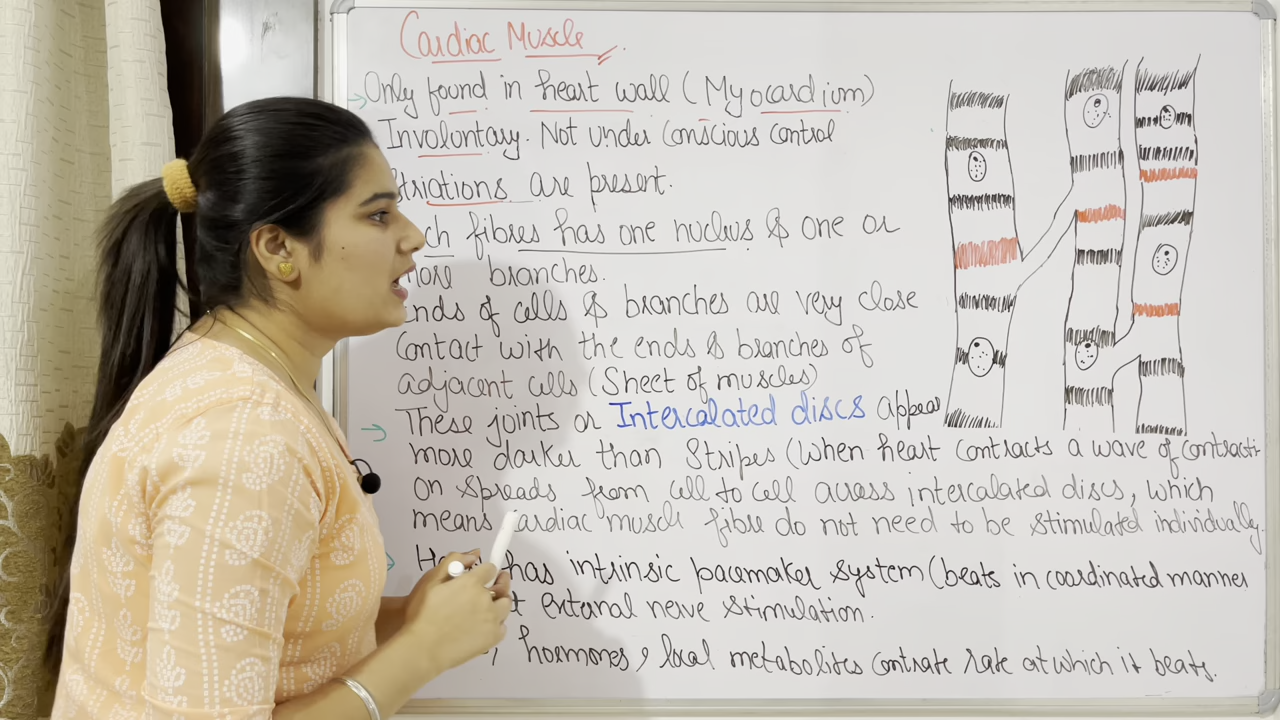 Cardiac Muscle
Only found in heart wall (Myocardium)
Involuntary. Not under Conscious Control
triations are present.
ch fibres has one nucleus & one or
more branches.
Ends of cells & branches are very close
Contact with the ends & branches of
adjacent cells (Sheet of muscles)
These joints or Intercalated discs appear
more darker than Stripes (When heart contracts a wave of contracti
on spreads from cell to cell across intercalated discs, which
means cardiac muscle fibre do not need to be stimulated individually.
has intrinsic pacemaker system (beats in coordinated manner
external nerve stimulation.
, hormones, local metabolites rate at which it beats.